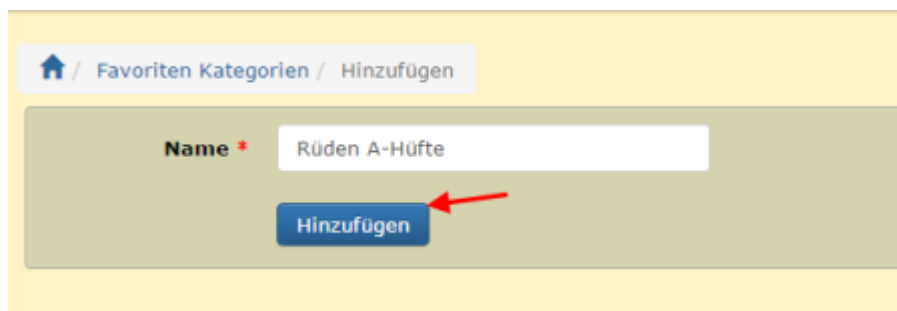 / Favoriten Kategorien / Hinzufügen
Name * Rüden A-Hüfte
Hinzufügen